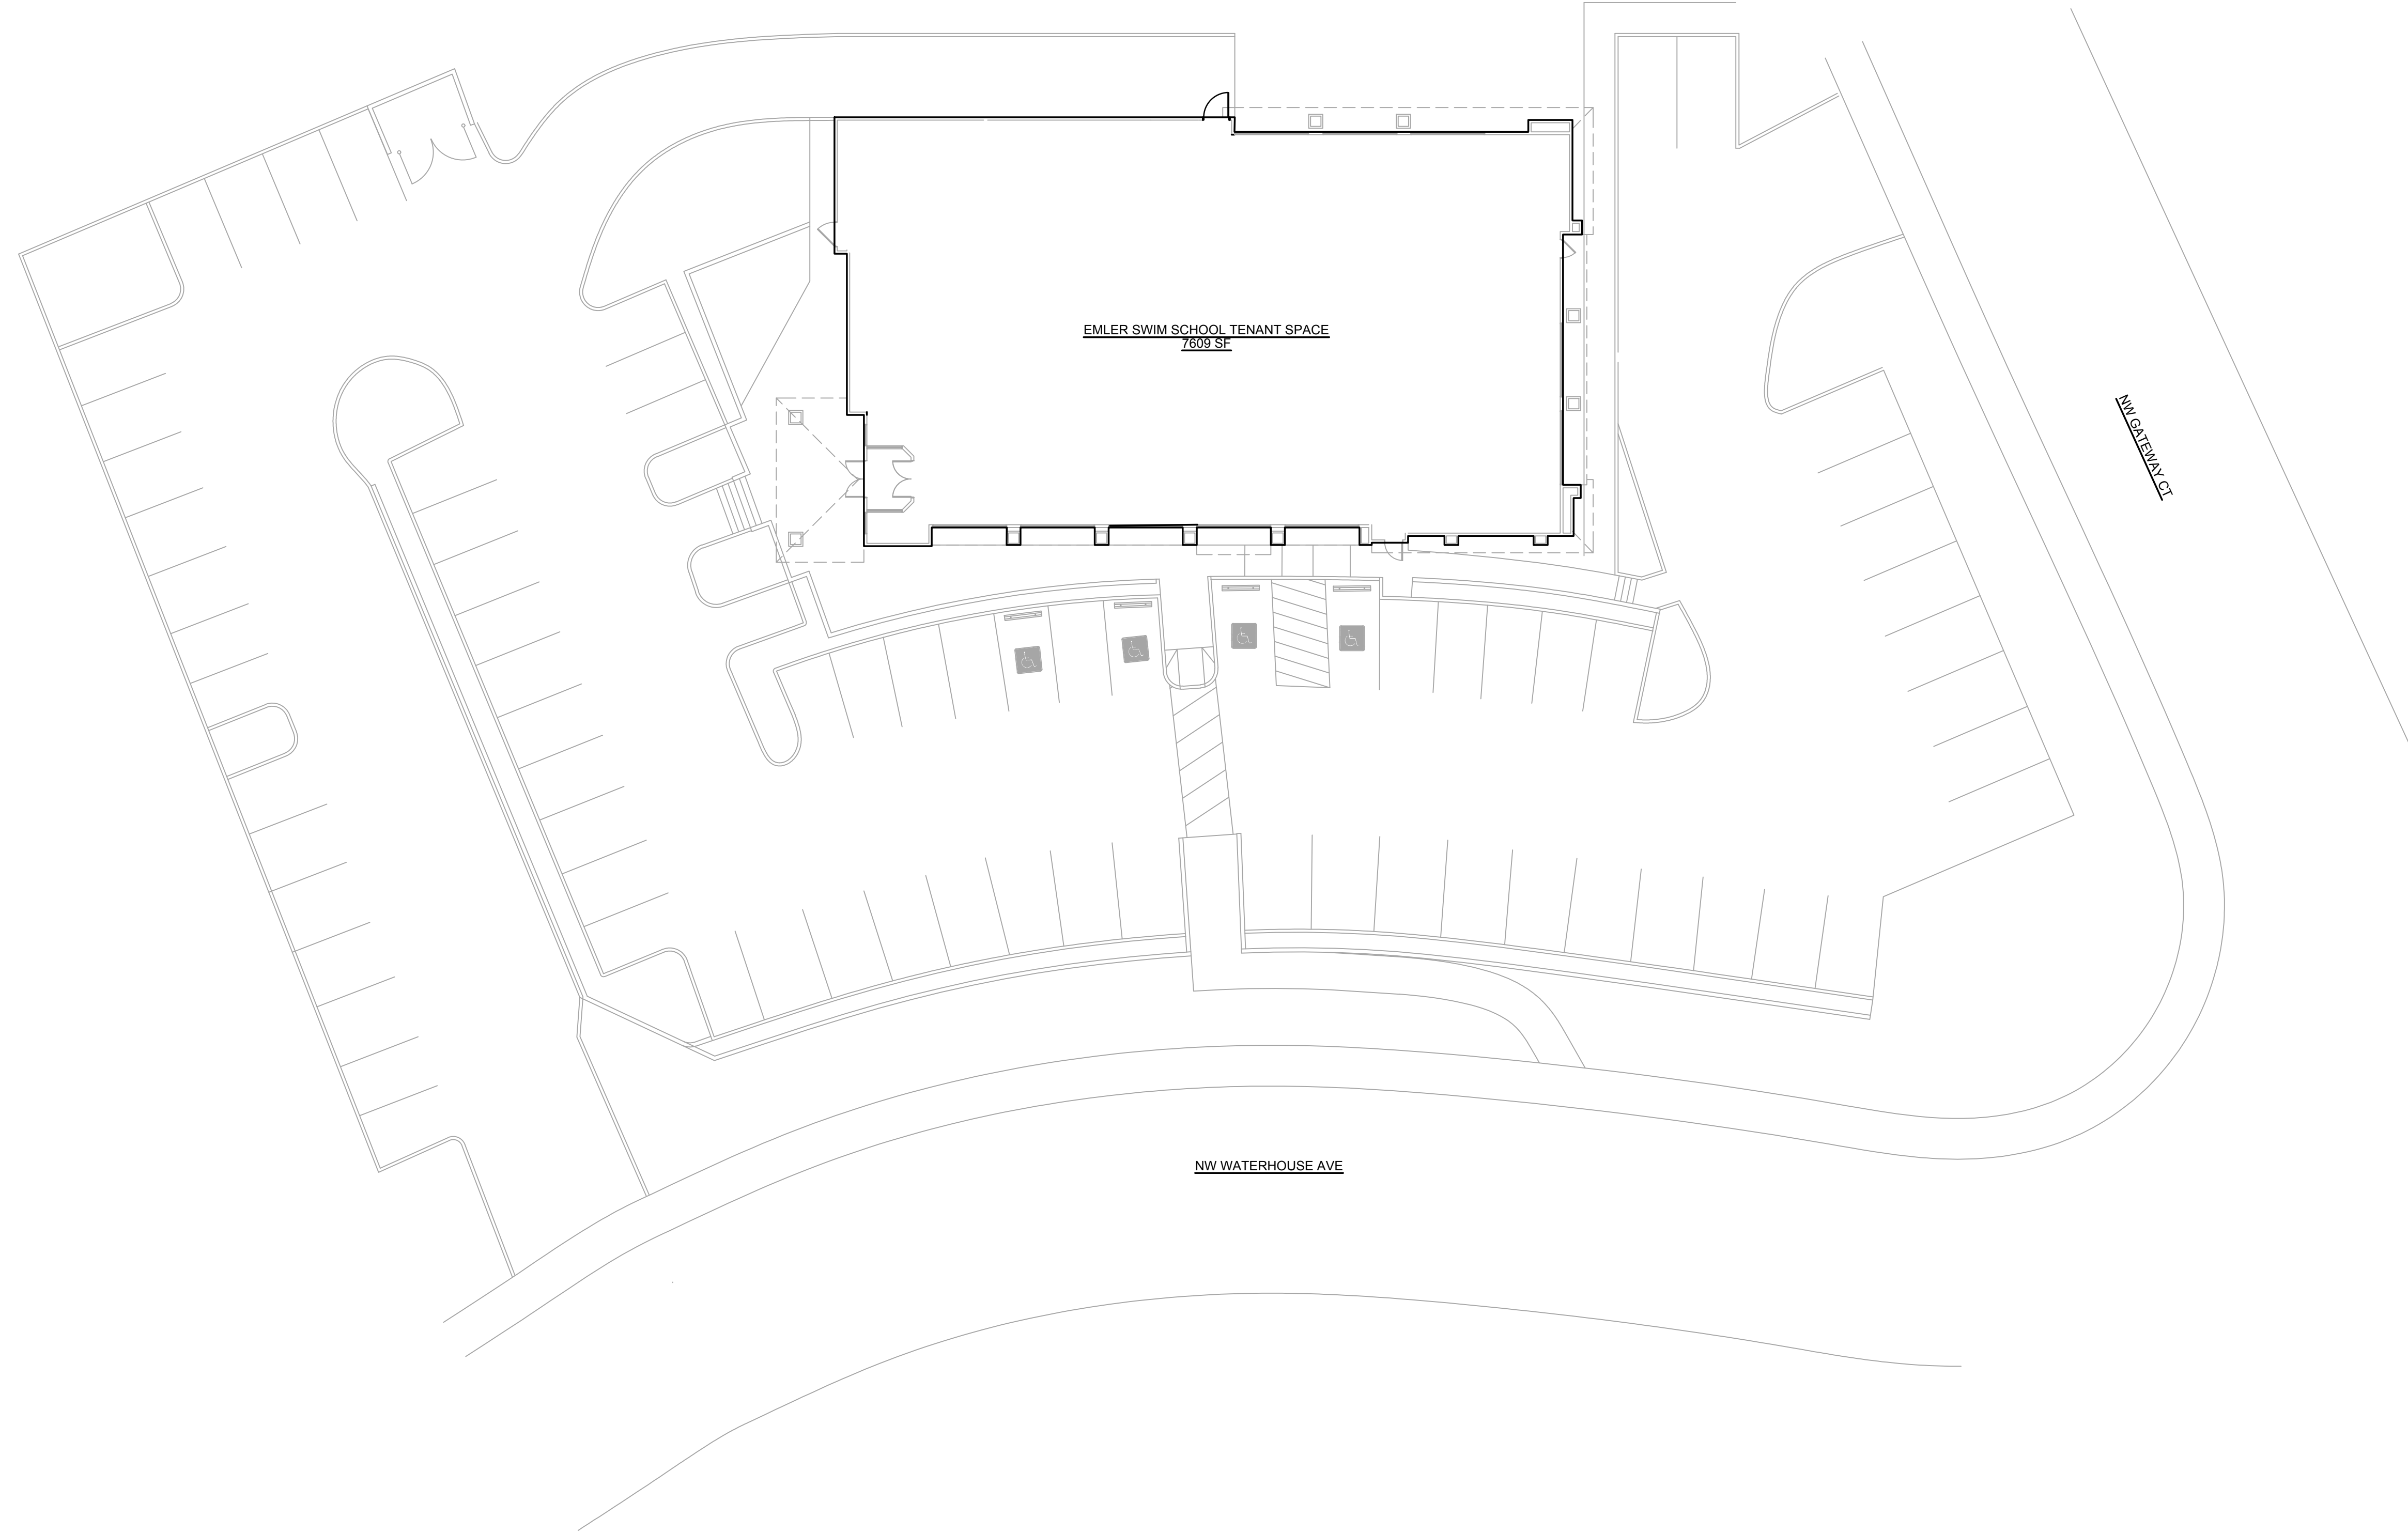 EMLER SWIM SCHOOL TENANT SPACE
7609 SF
NW GATEWAY CT
NW WATERHOUSE AVE